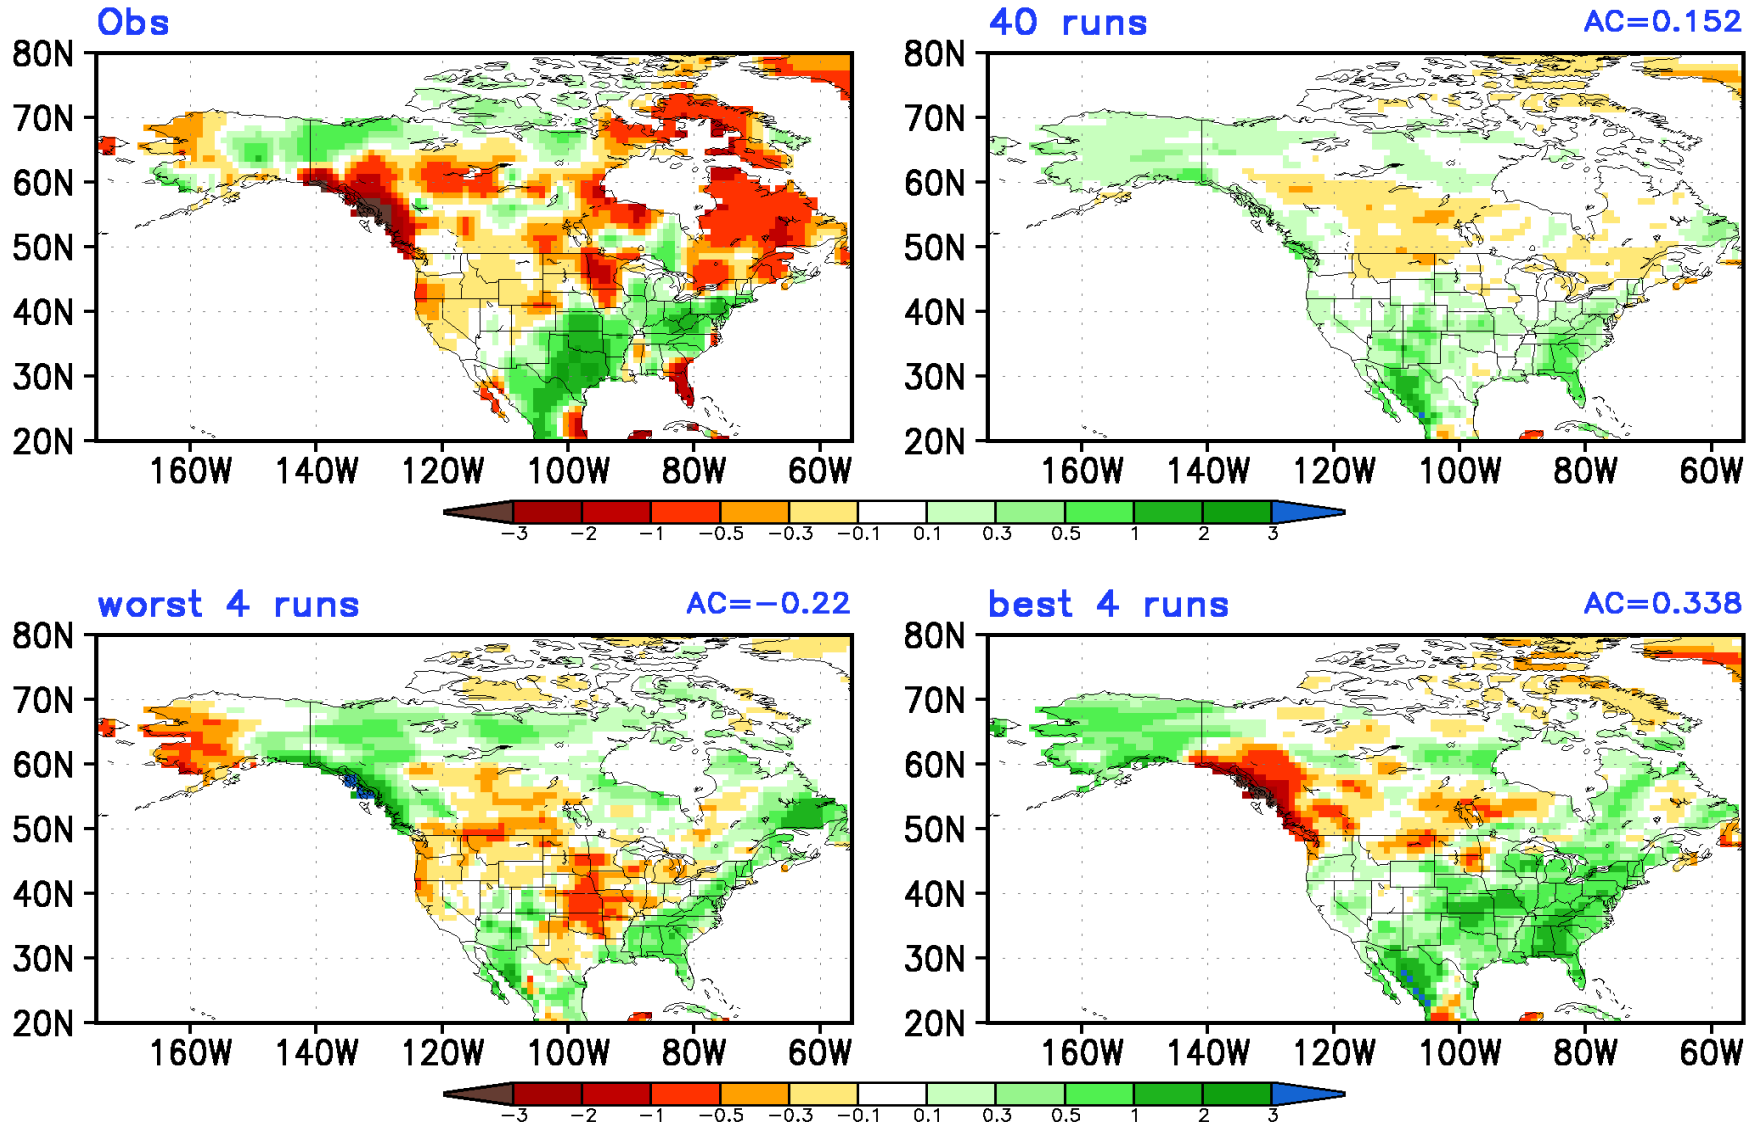 Obs
40 runs AC=0.152
80N 80N
70N 70N
60N 60N
50N 50N
40N 40N
30N 30N
20N 20N
160W 140W 120W 100W 80W 60W 160W 140W 120W 100W 80W 60W
-3 -2 -1 -0.5 -0.3 -0.1 0.1 0.3 0.5 1 2 3
worst 4 runs AC=-0.22
best 4 runs AC=0.338
80N 80N
70N 70N
60N 60N
50N 50N
40N 40N
30N 30N
20N 20N
160W 140W 120W 100W 80W 60W 160W 140W 120W 100W 80W 60W
-3 -2 -1 -0.5 -0.3 -0.1 0.1 0.3 0.5 1 2 3